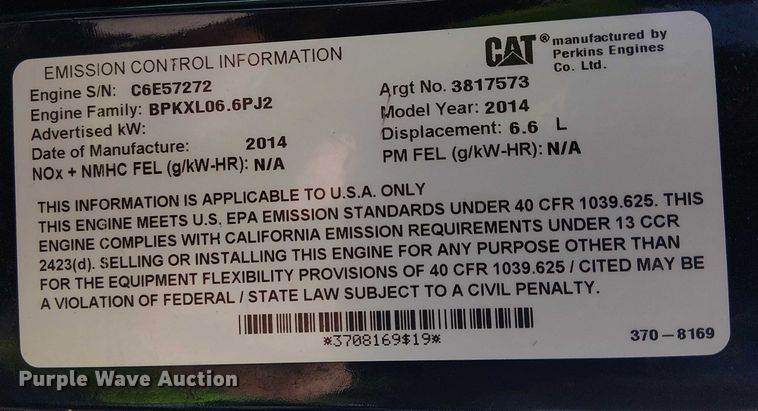 EMISSION CONTROL INFORMATION
CAT® manufactured by
Perkins Engines
Co. Ltd.
Engine S/N: C6E57272
Argt No. 3817573
Engine Family: BPKXL06.6PJ2
Model Year: 2014
Advertised kW:
Displacement: 6.6 L
Date of Manufacture: 2014
PM FEL (g/kW-HR): N/A
NOx + NMHC FEL (g/kW-HR): N/A
THIS INFORMATION IS APPLICABLE TO U.S.A. ONLY
THIS ENGINE MEETS U.S. EPA EMISSION STANDARDS UNDER 40 CFR 1039.625. THIS
ENGINE COMPLIES WITH CALIFORNIA EMISSION REQUIREMENTS UNDER 13 CCR
2423(d). SELLING OR INSTALLING THIS ENGINE FOR ANY PURPOSE OTHER THAN
FOR THE EQUIPMENT FLEXIBILITY PROVISIONS OF 40 CFR 1039.625 / CITED MAY BE
A VIOLATION OF FEDERAL / STATE LAW SUBJECT TO A CIVIL PENALTY.
*3708169$19*
370-8169
Purple Wave Auction